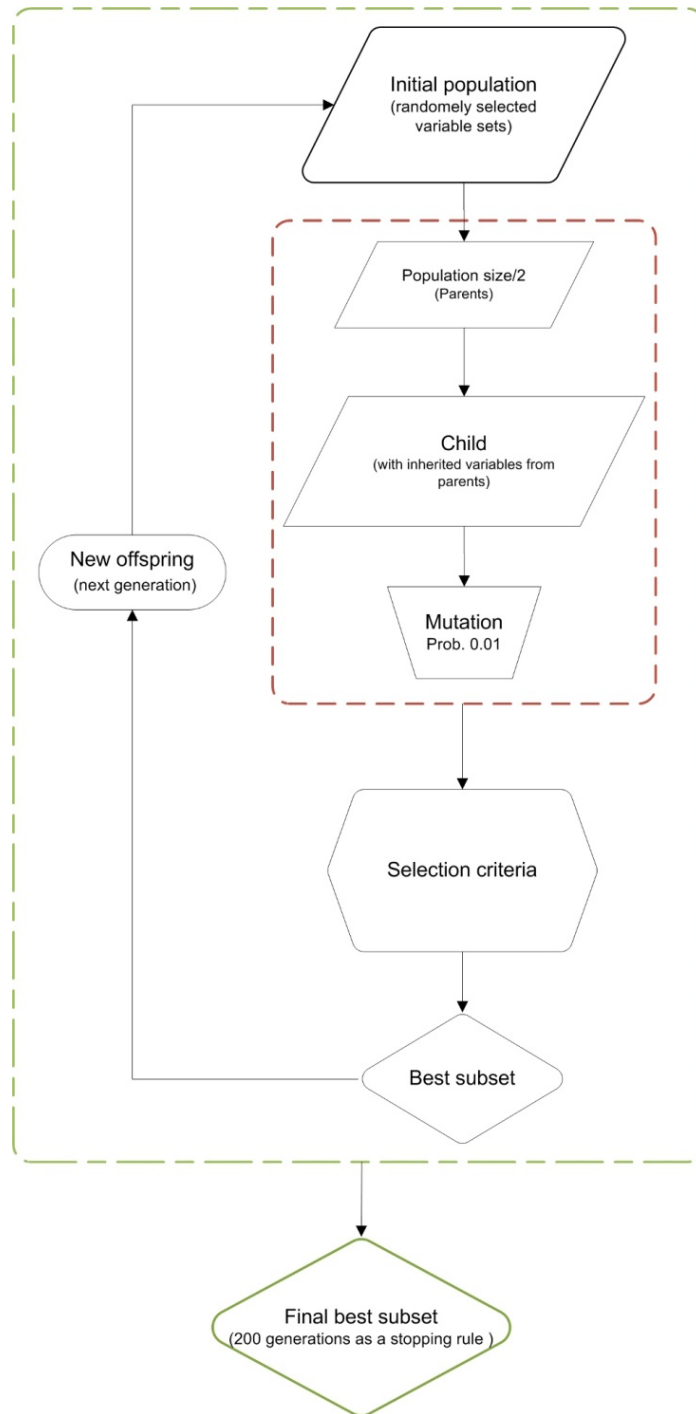 Initial population
(randomely selected
variable sets)
Population size/2
(Parents)
Child
(with inherited variables from
parents)
New offspring
(next generation)
Mutation
Prob. 0.01
Selection criteria
Best subset
Final best subset
(200 generations as a stopping rule )